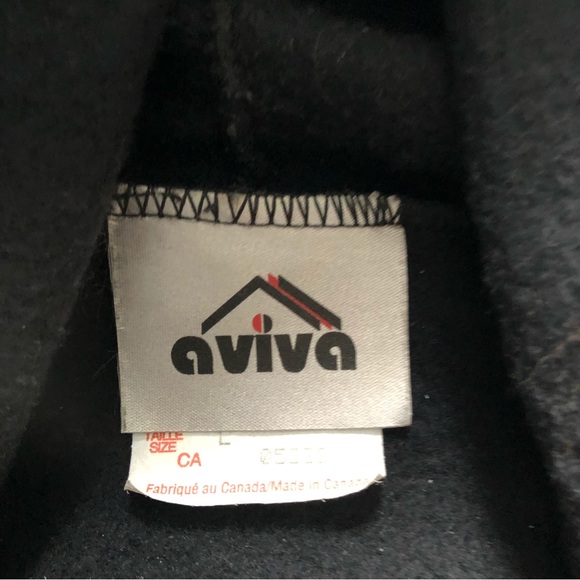 aviva
TAILLE
SIZE L
CA
Fabriqué au Canada/Made in Canada